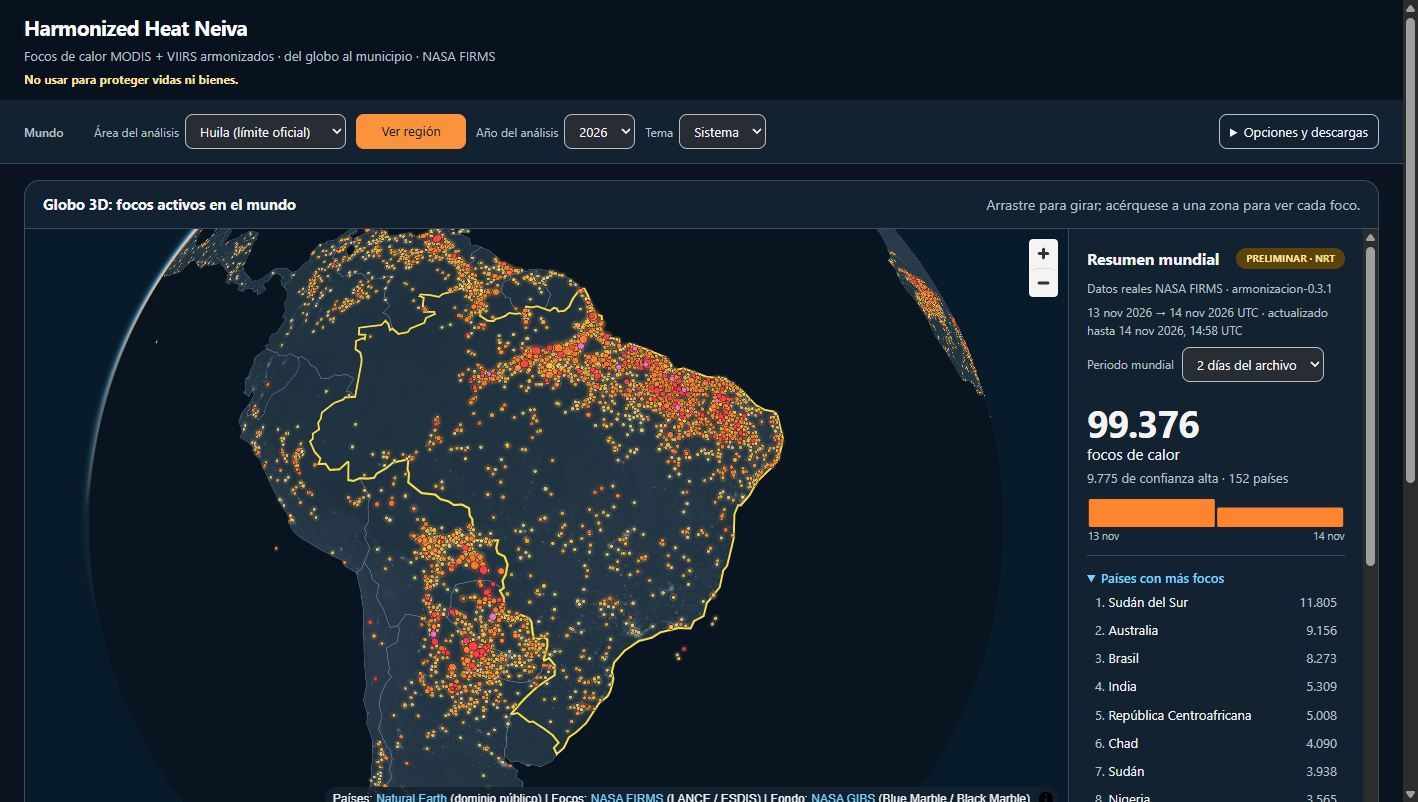 Harmonized Heat Neiva
Focos de calor MODIS + VIIRS armonizados · del globo al municipio · NASA FIRMS
No usar para proteger vidas ni bienes.
Mundo
Área del análisis
Huila (límite oficial)
Ver región
Año del análisis
2026
Tema
Sistema
▶ Opciones y descargas
Globo 3D: focos activos en el mundo
Arrastre para girar; acérquese a una zona para ver cada foco.
+
−
Resumen mundial
PRELIMINAR · NRT
Datos reales NASA FIRMS · armonizacion-0.3.1
13 nov 2026 → 14 nov 2026 UTC · actualizado
hasta 14 nov 2026, 14:58 UTC
Periodo mundial
2 días del archivo
99.376
focos de calor
9.775 de confianza alta · 152 países
13 nov
14 nov
▼ Países con más focos
1. Sudán del Sur 11.805
2. Australia 9.156
3. Brasil 8.273
4. India 5.309
5. República Centroafricana 5.008
6. Chad 4.090
7. Sudán 3.938
8. Nigeria 3.565
Países: Natural Earth (dominio público) | Focos: NASA FIRMS (LANCE / ESDIS) | Fondo: NASA GIBS (Blue Marble / Black Marble)